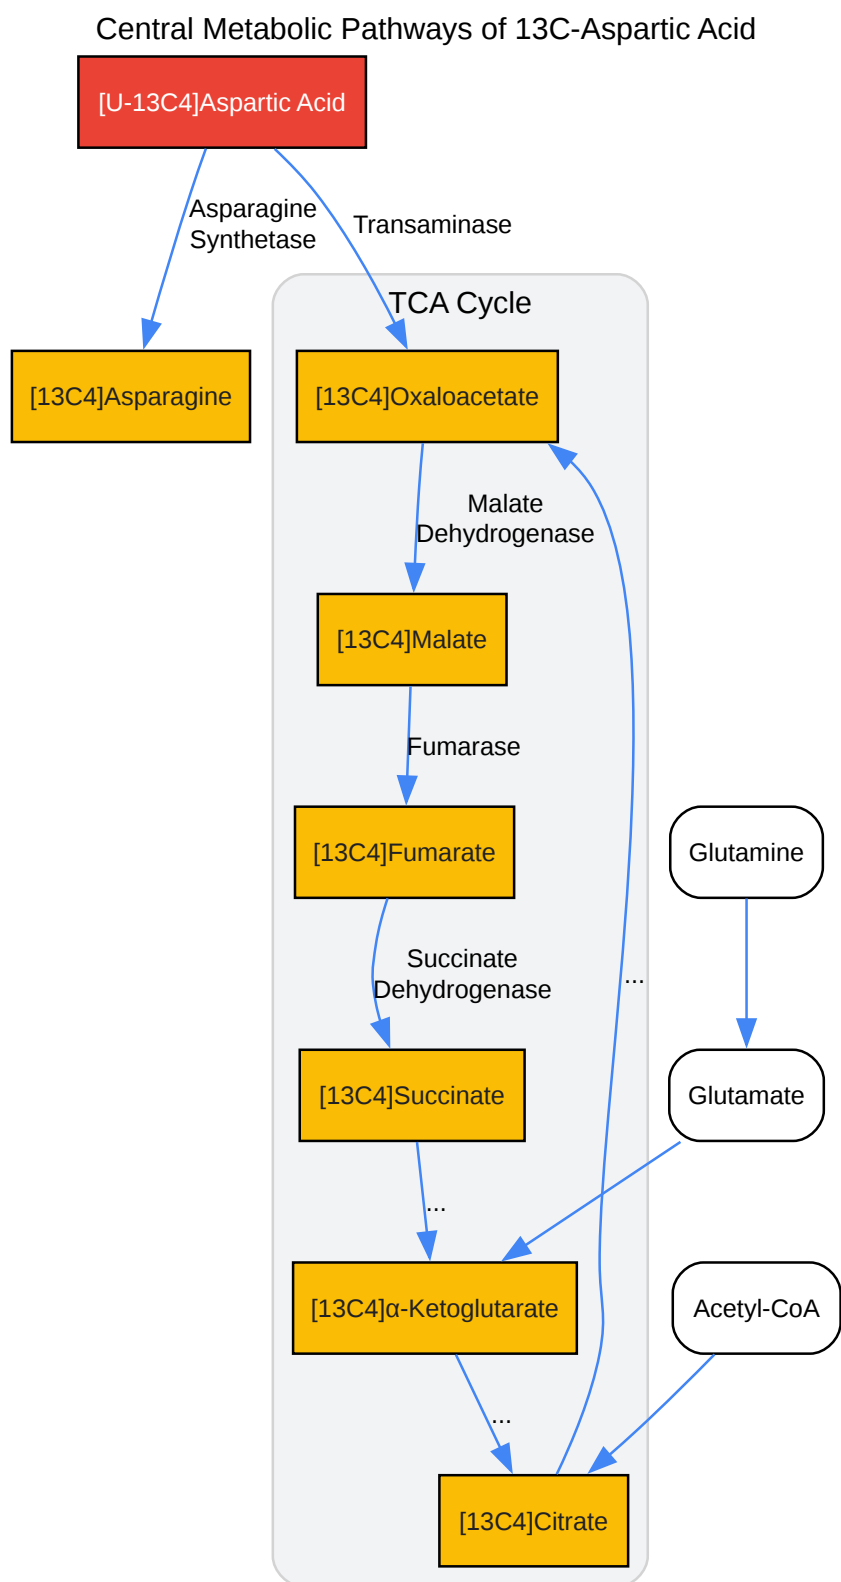 Central Metabolic Pathways of 13C-Aspartic Acid
[U-13C4]Aspartic Acid
Asparagine
Synthetase
Transaminase
TCA Cycle
[13C4]Asparagine
[13C4]Oxaloacetate
Malate
Dehydrogenase
[13C4]Malate
Fumarase
[13C4]Fumarate
Glutamine
Succinate
Dehydrogenase
...
[13C4]Succinate
Glutamate
...
[13C4]α-Ketoglutarate
Acetyl-CoA
...
[13C4]Citrate